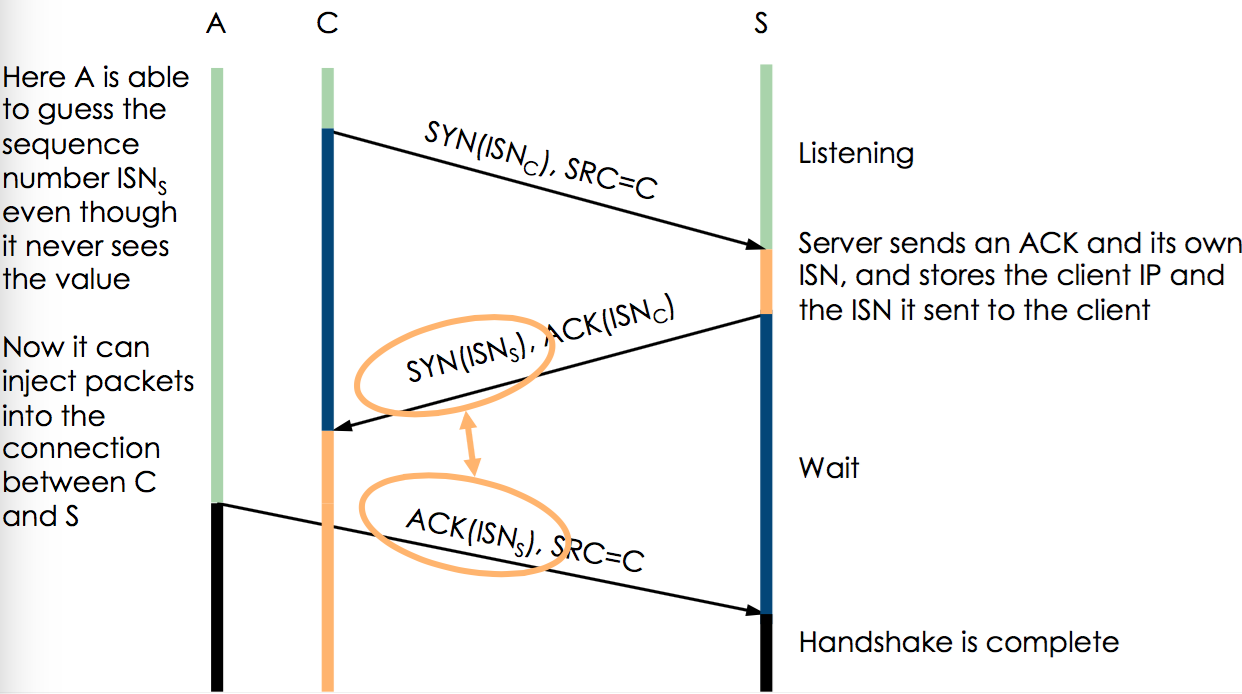 A
C
S
Here A is able
to guess the
sequence
number ISNS
even though
it never sees
the value
Now it can
inject packets
into the
connection
between C
and S
SYN(ISNC), SRC=C
SYN(ISNS), ACK(ISNC)
ACK(ISNS), SRC=C
Listening
Server sends an ACK and its own
ISN, and stores the client IP and
the ISN it sent to the client
Wait
Handshake is complete